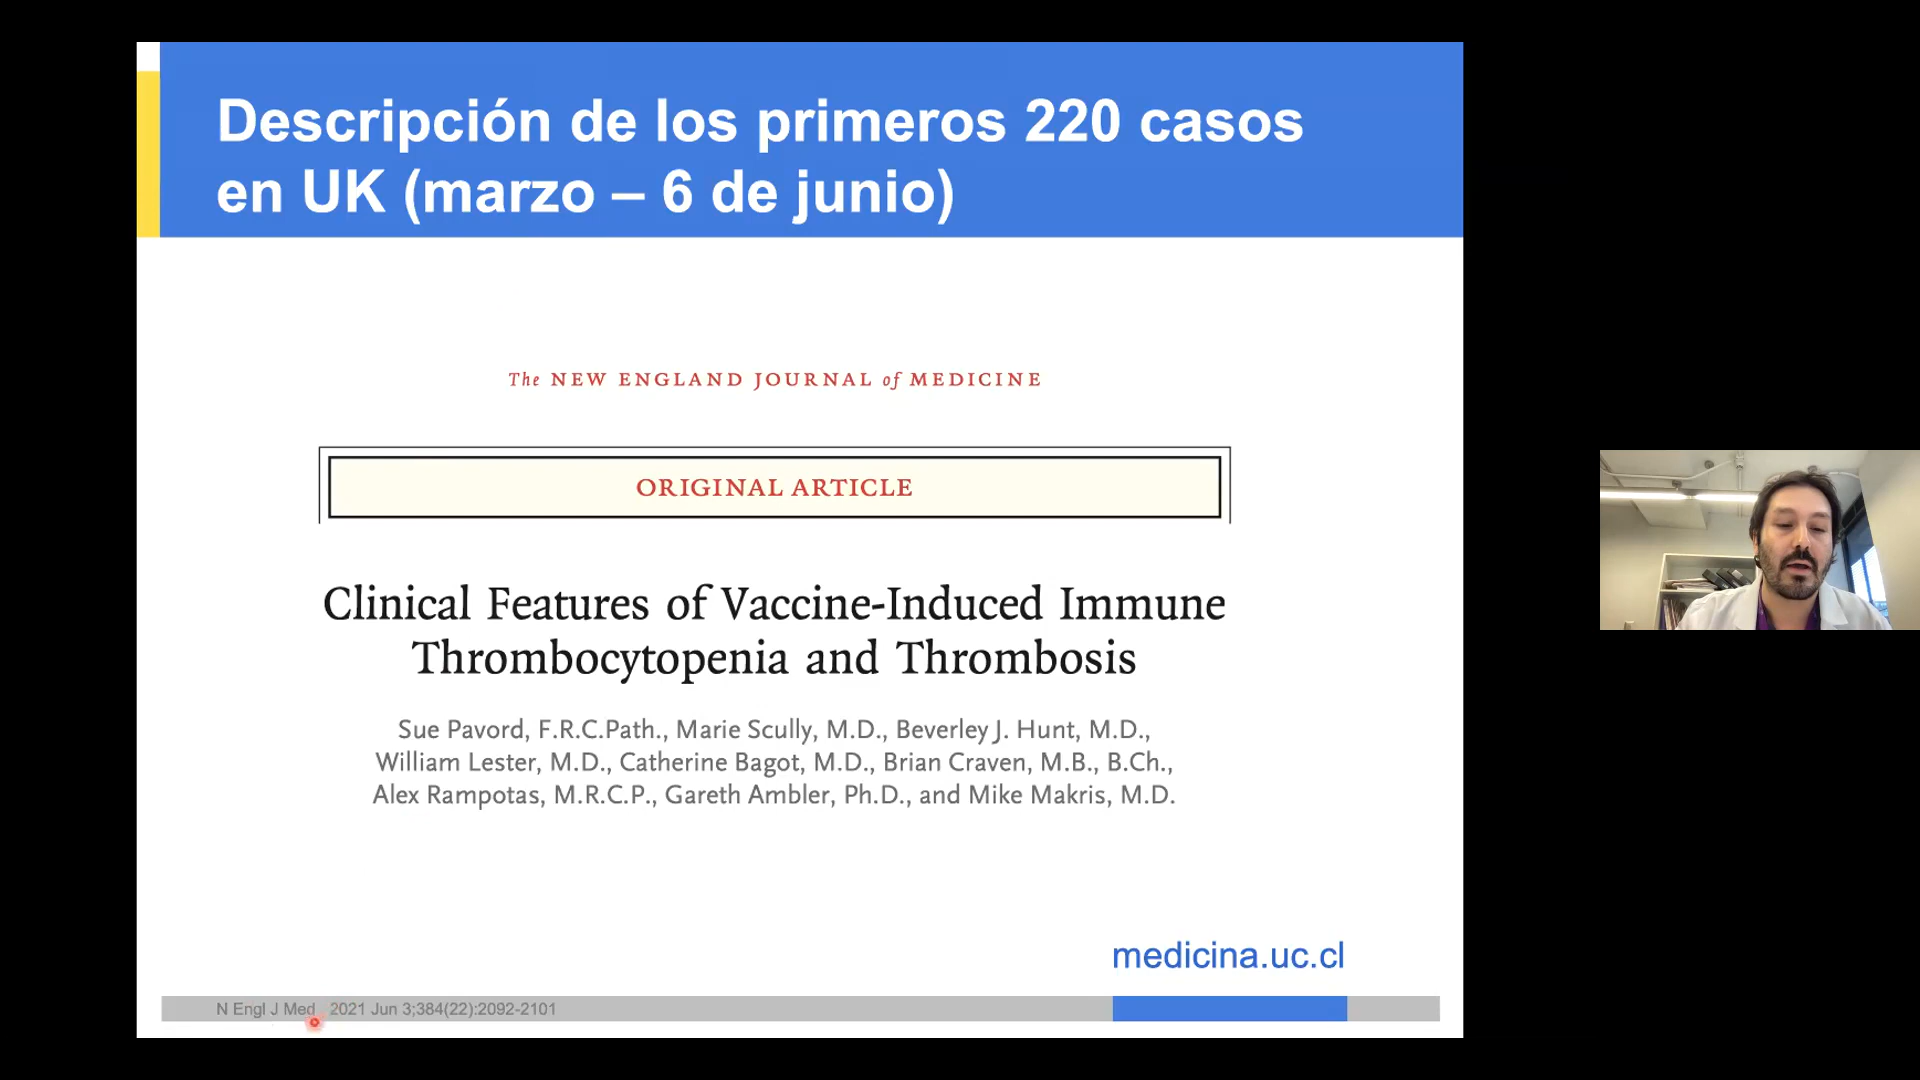 Descripción de los primeros 220 casos
en UK (marzo – 6 de junio)
The NEW ENGLAND JOURNAL of MEDICINE
ORIGINAL ARTICLE
Clinical Features of Vaccine-Induced Immune
Thrombocytopenia and Thrombosis
Sue Pavord, F.R.C.Path., Marie Scully, M.D., Beverley J. Hunt, M.D.,
William Lester, M.D., Catherine Bagot, M.D., Brian Craven, M.B., B.Ch.,
Alex Rampotas, M.R.C.P., Gareth Ambler, Ph.D., and Mike Makris, M.D.
medicina.uc.cl
N Engl J Med 2021 Jun 3;384(22):2092-2101